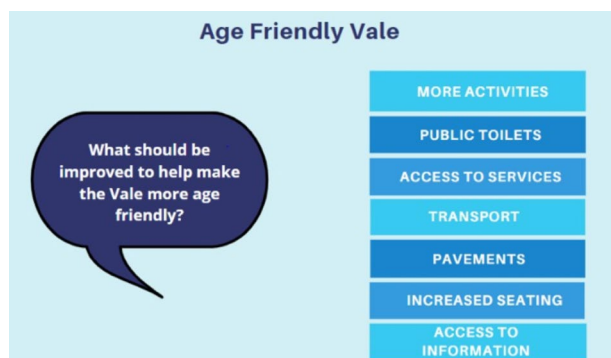 Age Friendly Vale
What should be
improved to help make
the Vale more age
friendly?
MORE ACTIVITIES
PUBLIC TOILETS
ACCESS TO SERVICES
TRANSPORT
PAVEMENTS
INCREASED SEATING
ACCESS TO
INFORMATION